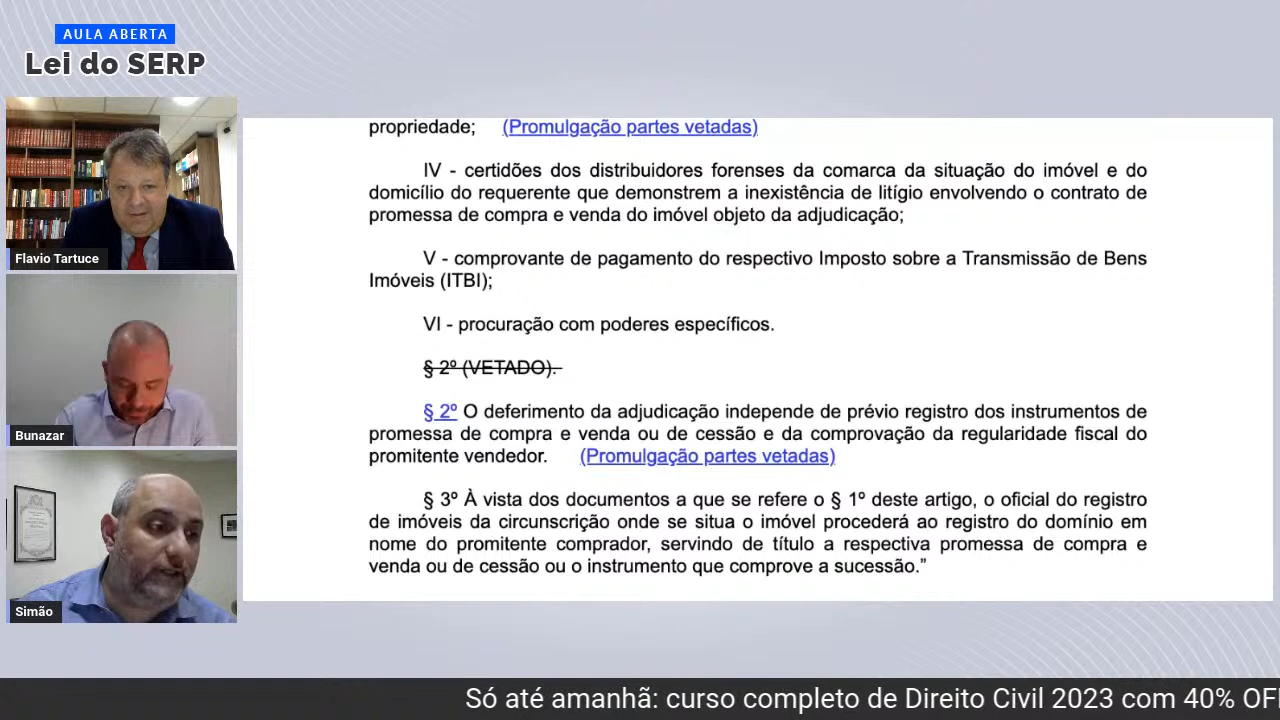 AULA ABERTA
Lei do SERP
Flavio Tartuce
Bunazar
Simão
propriedade; (Promulgação partes vetadas)
IV - certidões dos distribuidores forenses da comarca da situação do imóvel e do
domicílio do requerente que demonstrem a inexistência de litígio envolvendo o contrato de
promessa de compra e venda do imóvel objeto da adjudicação;
V - comprovante de pagamento do respectivo Imposto sobre a Transmissão de Bens
Imóveis (ITBI);
VI - procuração com poderes específicos.
§ 2º (VETADO).
§ 2º O deferimento da adjudicação independe de prévio registro dos instrumentos de
promessa de compra e venda ou de cessão e da comprovação da regularidade fiscal do
promitente vendedor. (Promulgação partes vetadas)
§ 3º À vista dos documentos a que se refere o § 1º deste artigo, o oficial do registro
de imóveis da circunscrição onde se situa o imóvel procederá ao registro do domínio em
nome do promitente comprador, servindo de título a respectiva promessa de compra e
venda ou de cessão ou o instrumento que comprove a sucessão.”
Só até amanhã: curso completo de Direito Civil 2023 com 40% OF